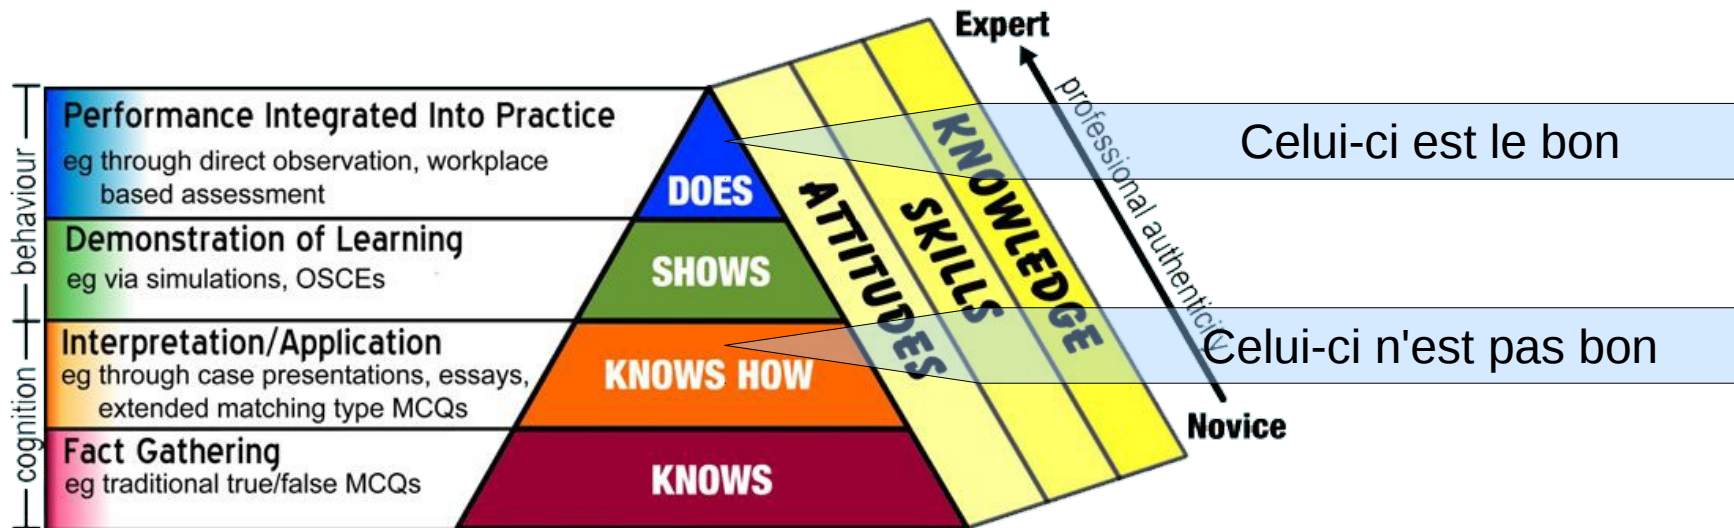 Expert
professional authenticity
Performance Integrated Into Practice
eg through direct observation, workplace
based assessment
DOES
Celui-ci est le bon
behaviour
Demonstration of Learning
eg via simulations, OSCEs
SHOWS
ATTITUDES
SKILLS
KNOWLEDGE
Interpretation/Application
eg through case presentations, essays,
extended matching type MCQs
KNOWS HOW
Celui-ci n'est pas bon
cognition
Fact Gathering
eg traditional true/false MCQs
KNOWS
Novice